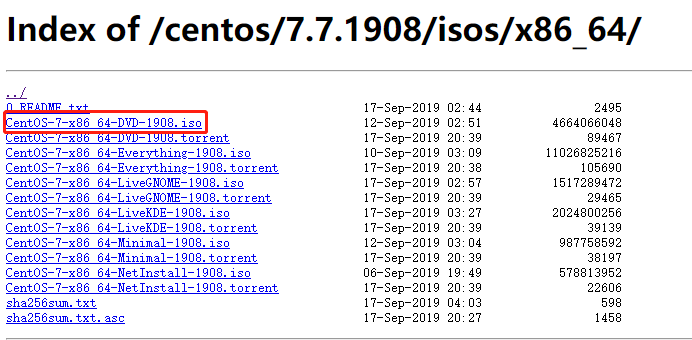 Index of /centos/7.7.1908/isos/x86_64/
../
0_README.txt 17-Sep-2019 02:44 2495
CentOS-7-x86_64-DVD-1908.iso 12-Sep-2019 02:51 4664066048
CentOS-7-x86_64-DVD-1908.torrent 17-Sep-2019 20:39 89467
CentOS-7-x86_64-Everything-1908.iso 10-Sep-2019 03:09 11026825216
CentOS-7-x86_64-Everything-1908.torrent 17-Sep-2019 20:38 105690
CentOS-7-x86_64-LiveGNOME-1908.iso 17-Sep-2019 02:57 1517289472
CentOS-7-x86_64-LiveGNOME-1908.torrent 17-Sep-2019 20:39 29465
CentOS-7-x86_64-LiveKDE-1908.iso 17-Sep-2019 03:27 2024800256
CentOS-7-x86_64-LiveKDE-1908.torrent 17-Sep-2019 20:39 39139
CentOS-7-x86_64-Minimal-1908.iso 12-Sep-2019 03:04 987758592
CentOS-7-x86_64-Minimal-1908.torrent 17-Sep-2019 20:39 38197
CentOS-7-x86_64-NetInstall-1908.iso 06-Sep-2019 19:49 578813952
CentOS-7-x86_64-NetInstall-1908.torrent 17-Sep-2019 20:39 22606
sha256sum.txt 17-Sep-2019 04:03 598
sha256sum.txt.asc 17-Sep-2019 20:27 1458